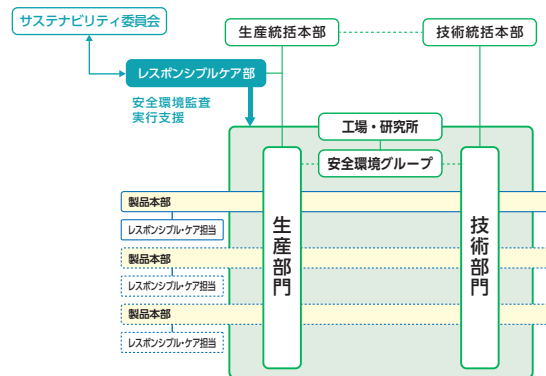 サステナビリティ委員会
生産統括本部
技術統括本部
レスポンシブルケア部
安全環境監査
実行支援
工場・研究所
安全環境グループ
製品本部
レスポンシブル・ケア担当
製品本部
レスポンシブル・ケア担当
製品本部
レスポンシブル・ケア担当
生産部門
技術部門